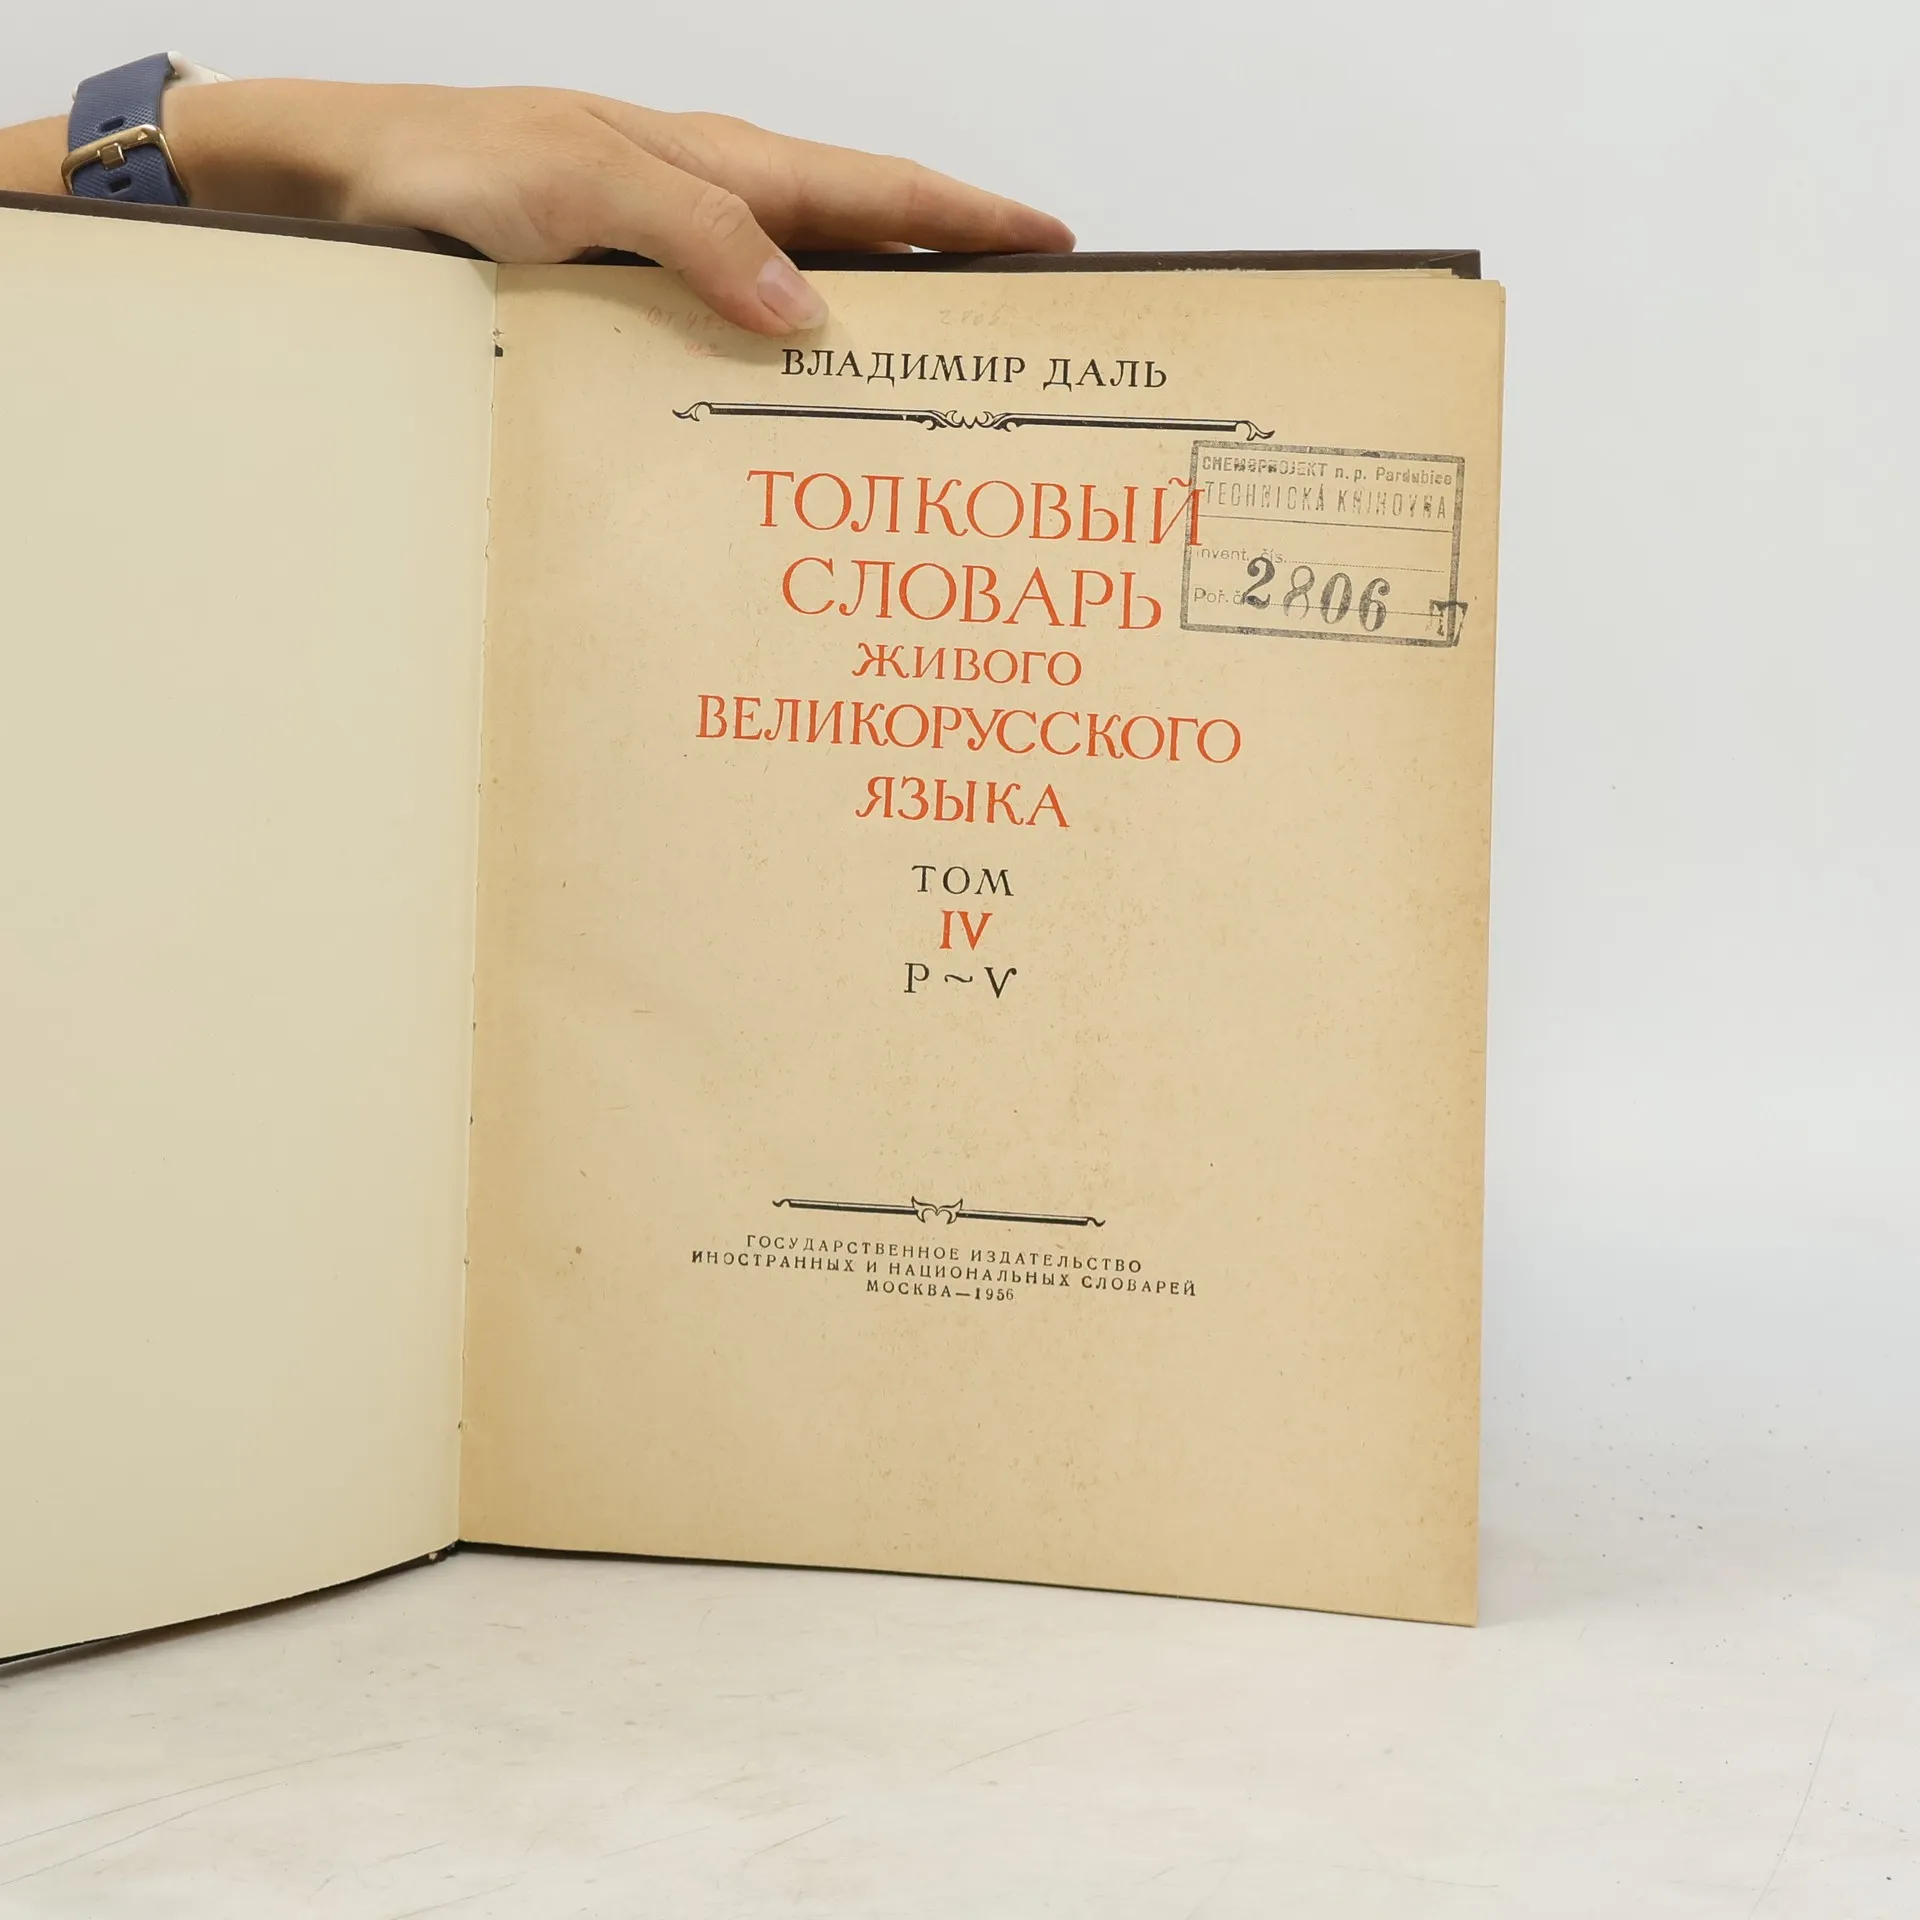 ВЛАДИМИР ДАЛЬ
ТОЛКОВЫЙ
СЛОВАРЬ
ЖИВОГО
ВЕЛИКОРУССКОГО
ЯЗЫКА
ТОМ
IV
Р~Ѵ
ГОСУДАРСТВЕННОЕ ИЗДАТЕЛЬСТВО
ИНОСТРАННЫХ И НАЦИОНАЛЬНЫХ СЛОВАРЕЙ
МОСКВА—1956
CHEMOPROJEKT n.p. Pardubice
TECHNICKÁ KNIHOVNA
Invent. čís.
Poř. č. 2806